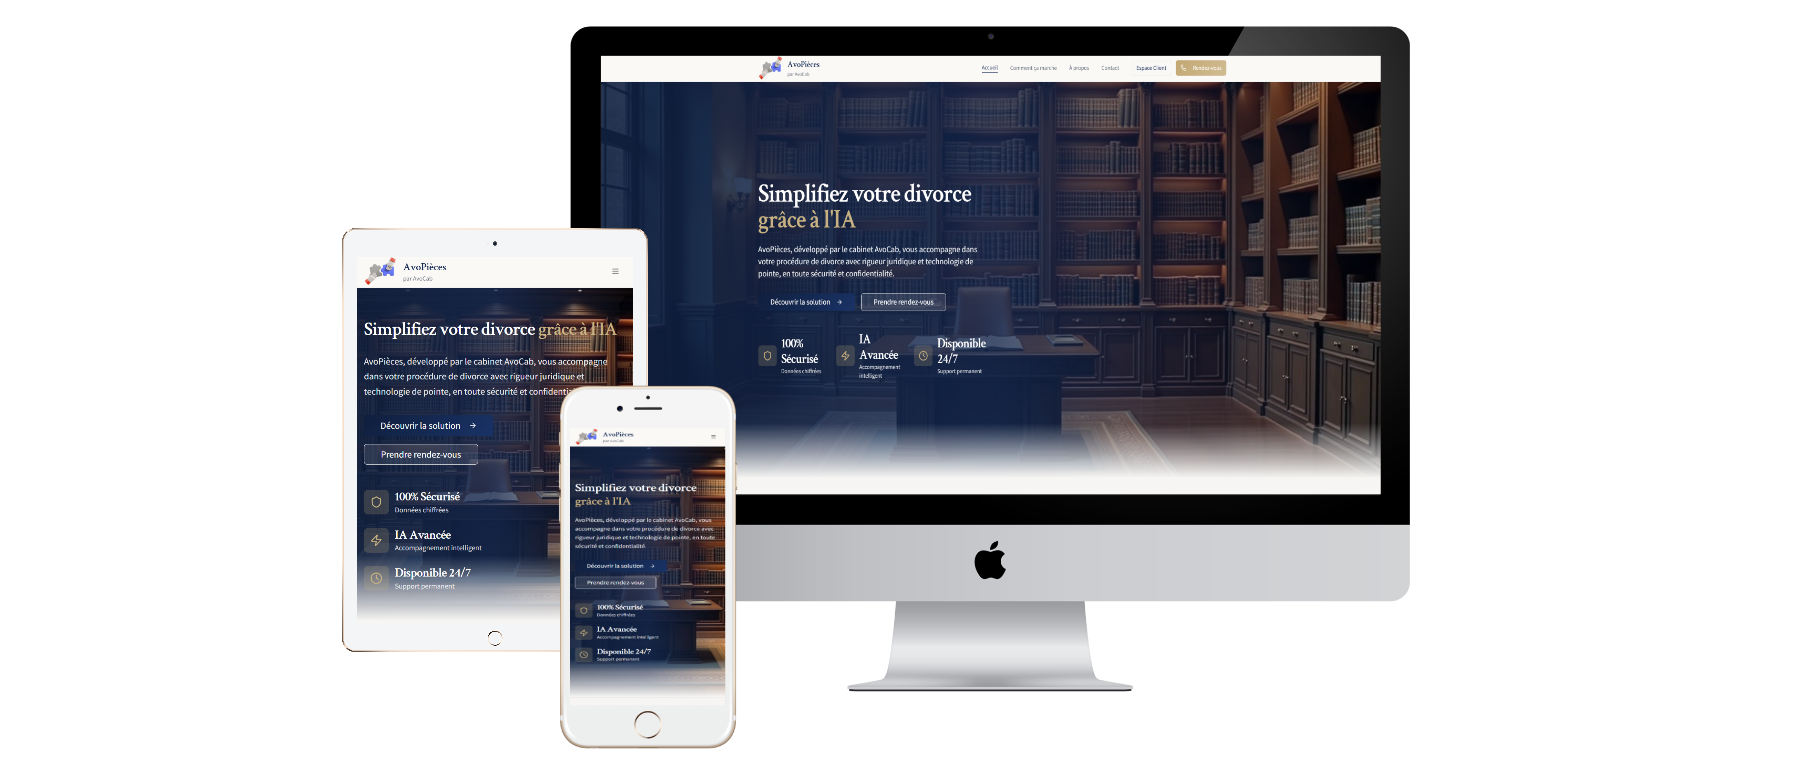 AvoPièces
par AvoCab
Accueil
Comment ça marche
À propos
Contact
Espace Client
Rendez-vous
Simplifiez votre divorce
grâce à l'IA
AvoPièces, développé par le cabinet AvoCab, vous accompagne dans
votre procédure de divorce avec rigueur juridique et technologie de
pointe, en toute sécurité et confidentialité.
Découvrir la solution
Prendre rendez-vous
100%
Sécurisé
Données chiffrées
IA
Avancée
Accompagnement
intelligent
Disponible
24/7
Support permanent
AvoPièces
par AvoCab
Simplifiez votre divorce grâce à l'IA
AvoPièces, développé par le cabinet AvoCab, vous accompagne
dans votre procédure de divorce avec rigueur juridique et
technologie de pointe, en toute sécurité et
Découvrir la solution
Prendre rendez-vous
100% Sécurisé
Données chiffrées
IA Avancée
Accompagnement intelligent
Disponible 24/7
Support permanent
AvoPièces
par AvoCab
Simplifiez votre divorce
grâce à l'IA
AvoPièces, développé par le cabinet AvoCab, vous
accompagne dans votre procédure de divorce avec
rigueur juridique et technologie de pointe, en toute
sécurité et confidentialité.
Découvrir la solution
Prendre rendez-vous
100% Sécurisé
Données chiffrées
IA Avancée
Accompagnement intelligent
Disponible 24/7
Support permanent